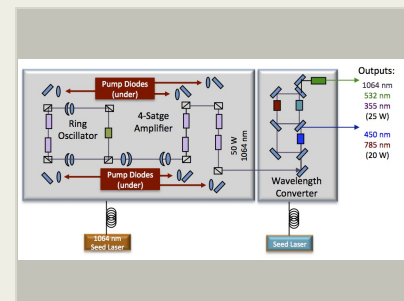 Pump Diodes
(under)
Ring
Oscillator
4-Satge
Amplifier
Pump Diodes
(under)
50 W
1064 nm
Wavelength
Converter
Outputs:
1064 nm
532 nm
355 nm
(25 W)
450 nm
785 nm
(20 W)
1064 nm
Seed Laser
Seed Laser